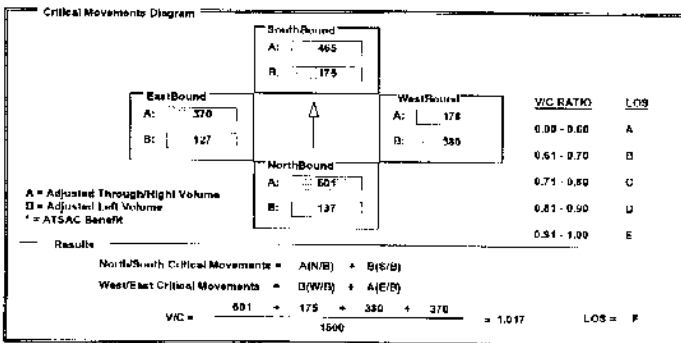 Critical Movements Diagram
SouthBound
A: 465
B: 175
EastBound
A: 370
B: 127
WestBound
A:
B: 380
NorthBound
A: 601
B: 137
V/C RATIO LOS
0.00 - 0.60 A
0.61 - 0.70 B
0.71 - 0.80 C
0.81 - 0.90 D
0.91 - 1.00 E
A = Adjusted Through/Right Volume
B = Adjusted Left Volume
* = ATSAC Benefit
Results
North/South Critical Movements = A(N/B) + B(S/B)
West/East Critical Movements = B(W/B) + A(E/B)
V/C = 601 + 175 + 380 + 370 = 1.017 LOS = F
1500